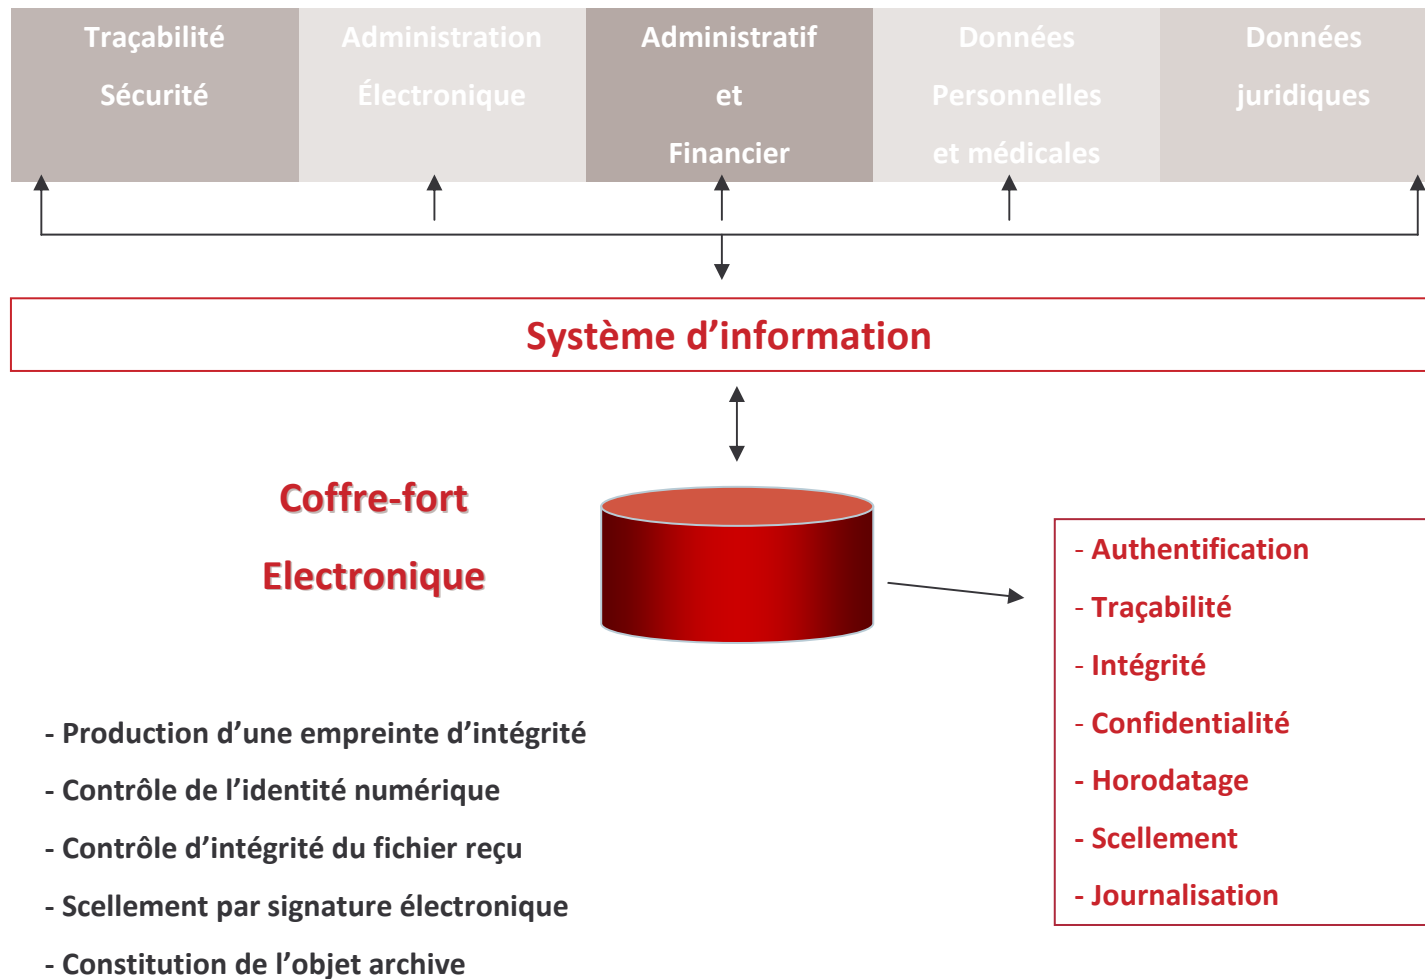 Traçabilité
Sécurité
Administration
Électronique
Administratif
et
Financier
Données
Personnelles
et médicales
Données
juridiques
Système d’information
Coffre-fort
Electronique
- Authentification
- Traçabilité
- Intégrité
- Confidentialité
- Horodatage
- Scellement
- Journalisation
- Production d’une empreinte d’intégrité
- Contrôle de l’identité numérique
- Contrôle d’intégrité du fichier reçu
- Scellement par signature électronique
- Constitution de l’objet archive